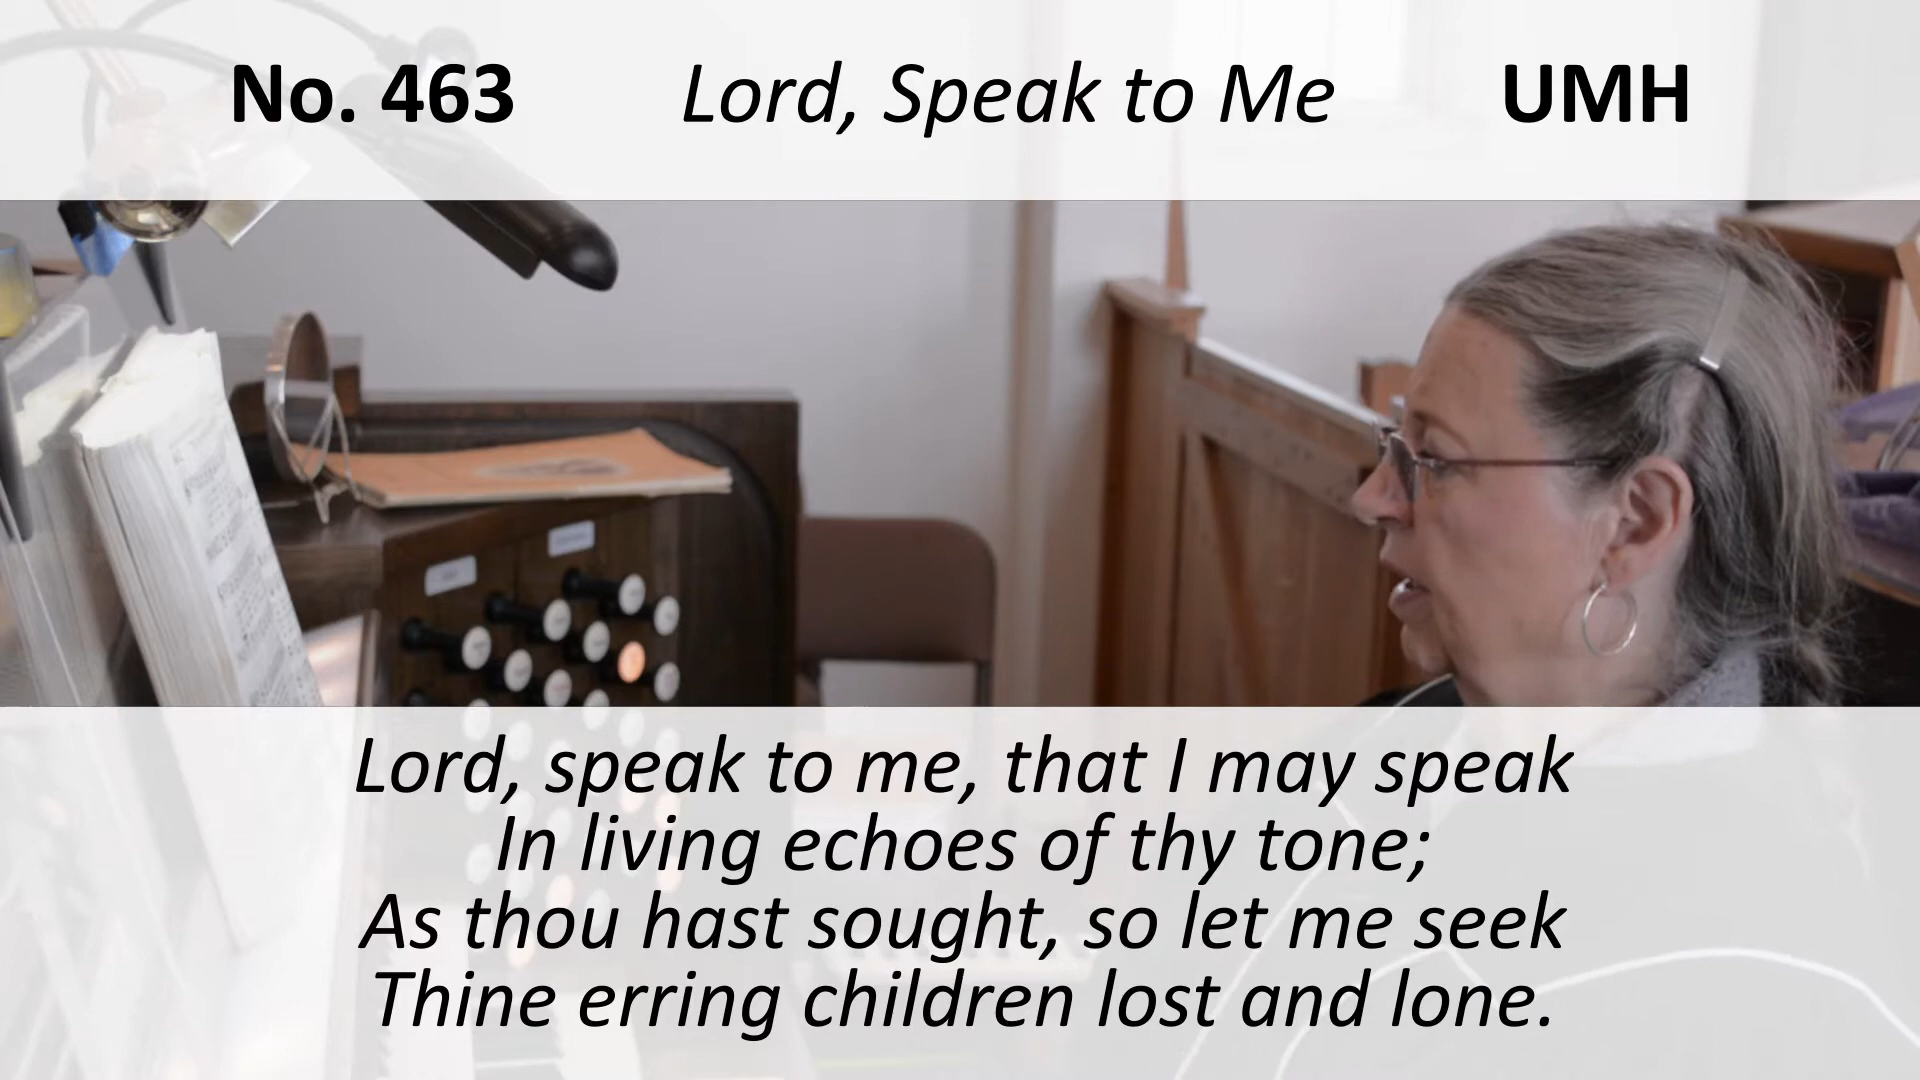 No. 463 Lord, Speak to Me UMH
Lord, speak to me, that I may speak
In living echoes of thy tone;
As thou hast sought, so let me seek
Thine erring children lost and lone.